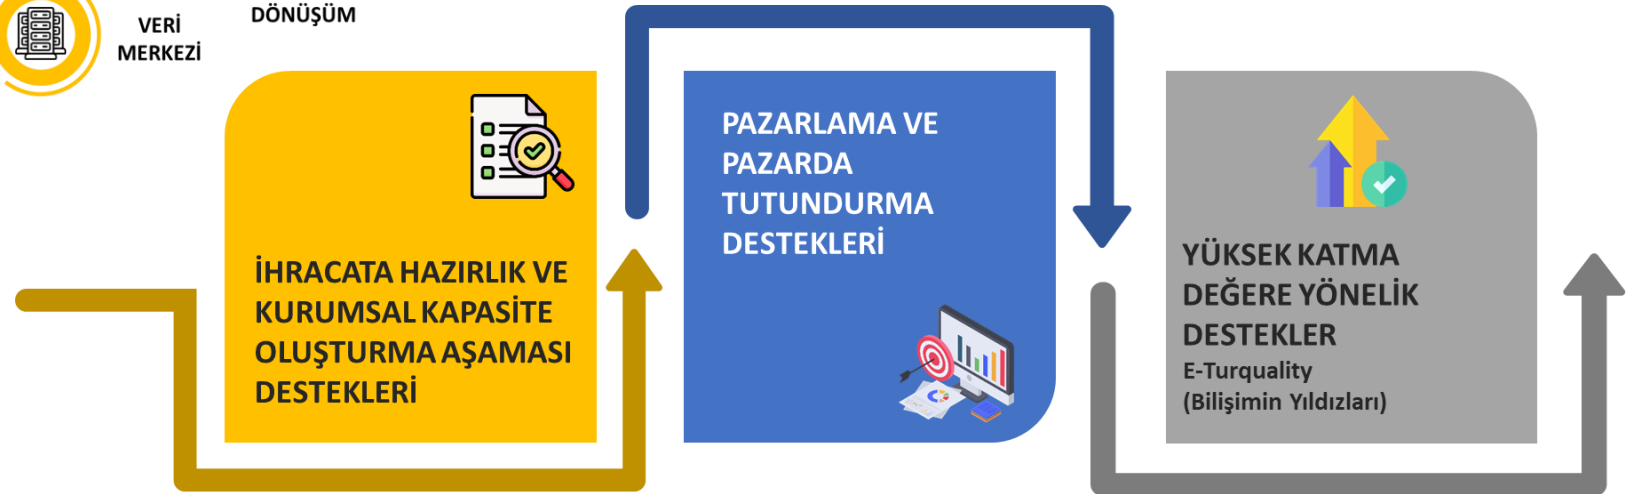 VERİ
MERKEZİ
DÖNÜŞÜM
İHRACATA HAZIRLIK VE
KURUMSAL KAPASİTE
OLUŞTURMA AŞAMASI
DESTEKLERİ
PAZARLAMA VE
PAZARDA
TUTUNDURMA
DESTEKLERİ
YÜKSEK KATMA
DEĞERE YÖNELİK
DESTEKLER
E-Turquality
(Bilişimin Yıldızları)